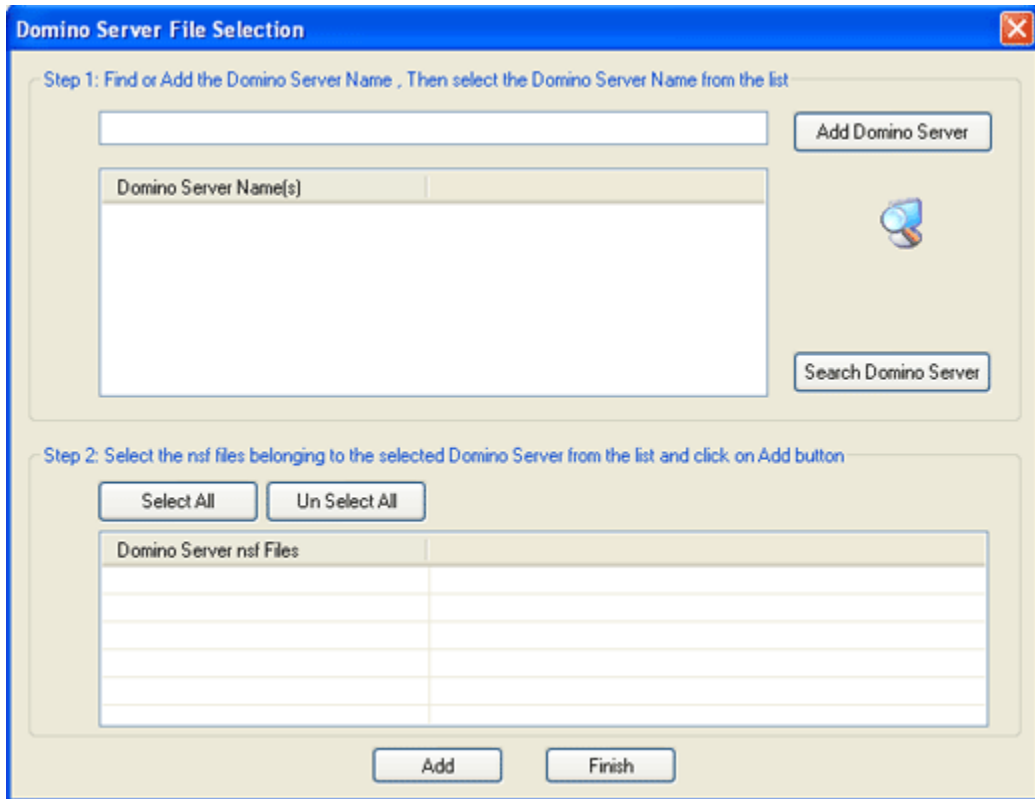 Domino Server File Selection
Step 1: Find or Add the Domino Server Name , Then select the Domino Server Name from the list
Add Domino Server
Domino Server Name(s)
Search Domino Server
Step 2: Select the nsf files belonging to the selected Domino Server from the list and click on Add button
Select All
Un Select All
Domino Server nsf Files
Add
Finish